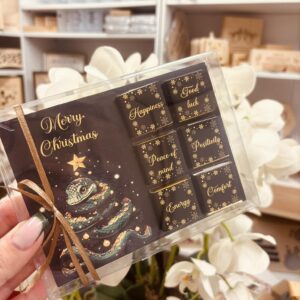 Merry
Christmas
Happiness
Good
luck
Peace of
mind
Positivity
Energy
Comfort